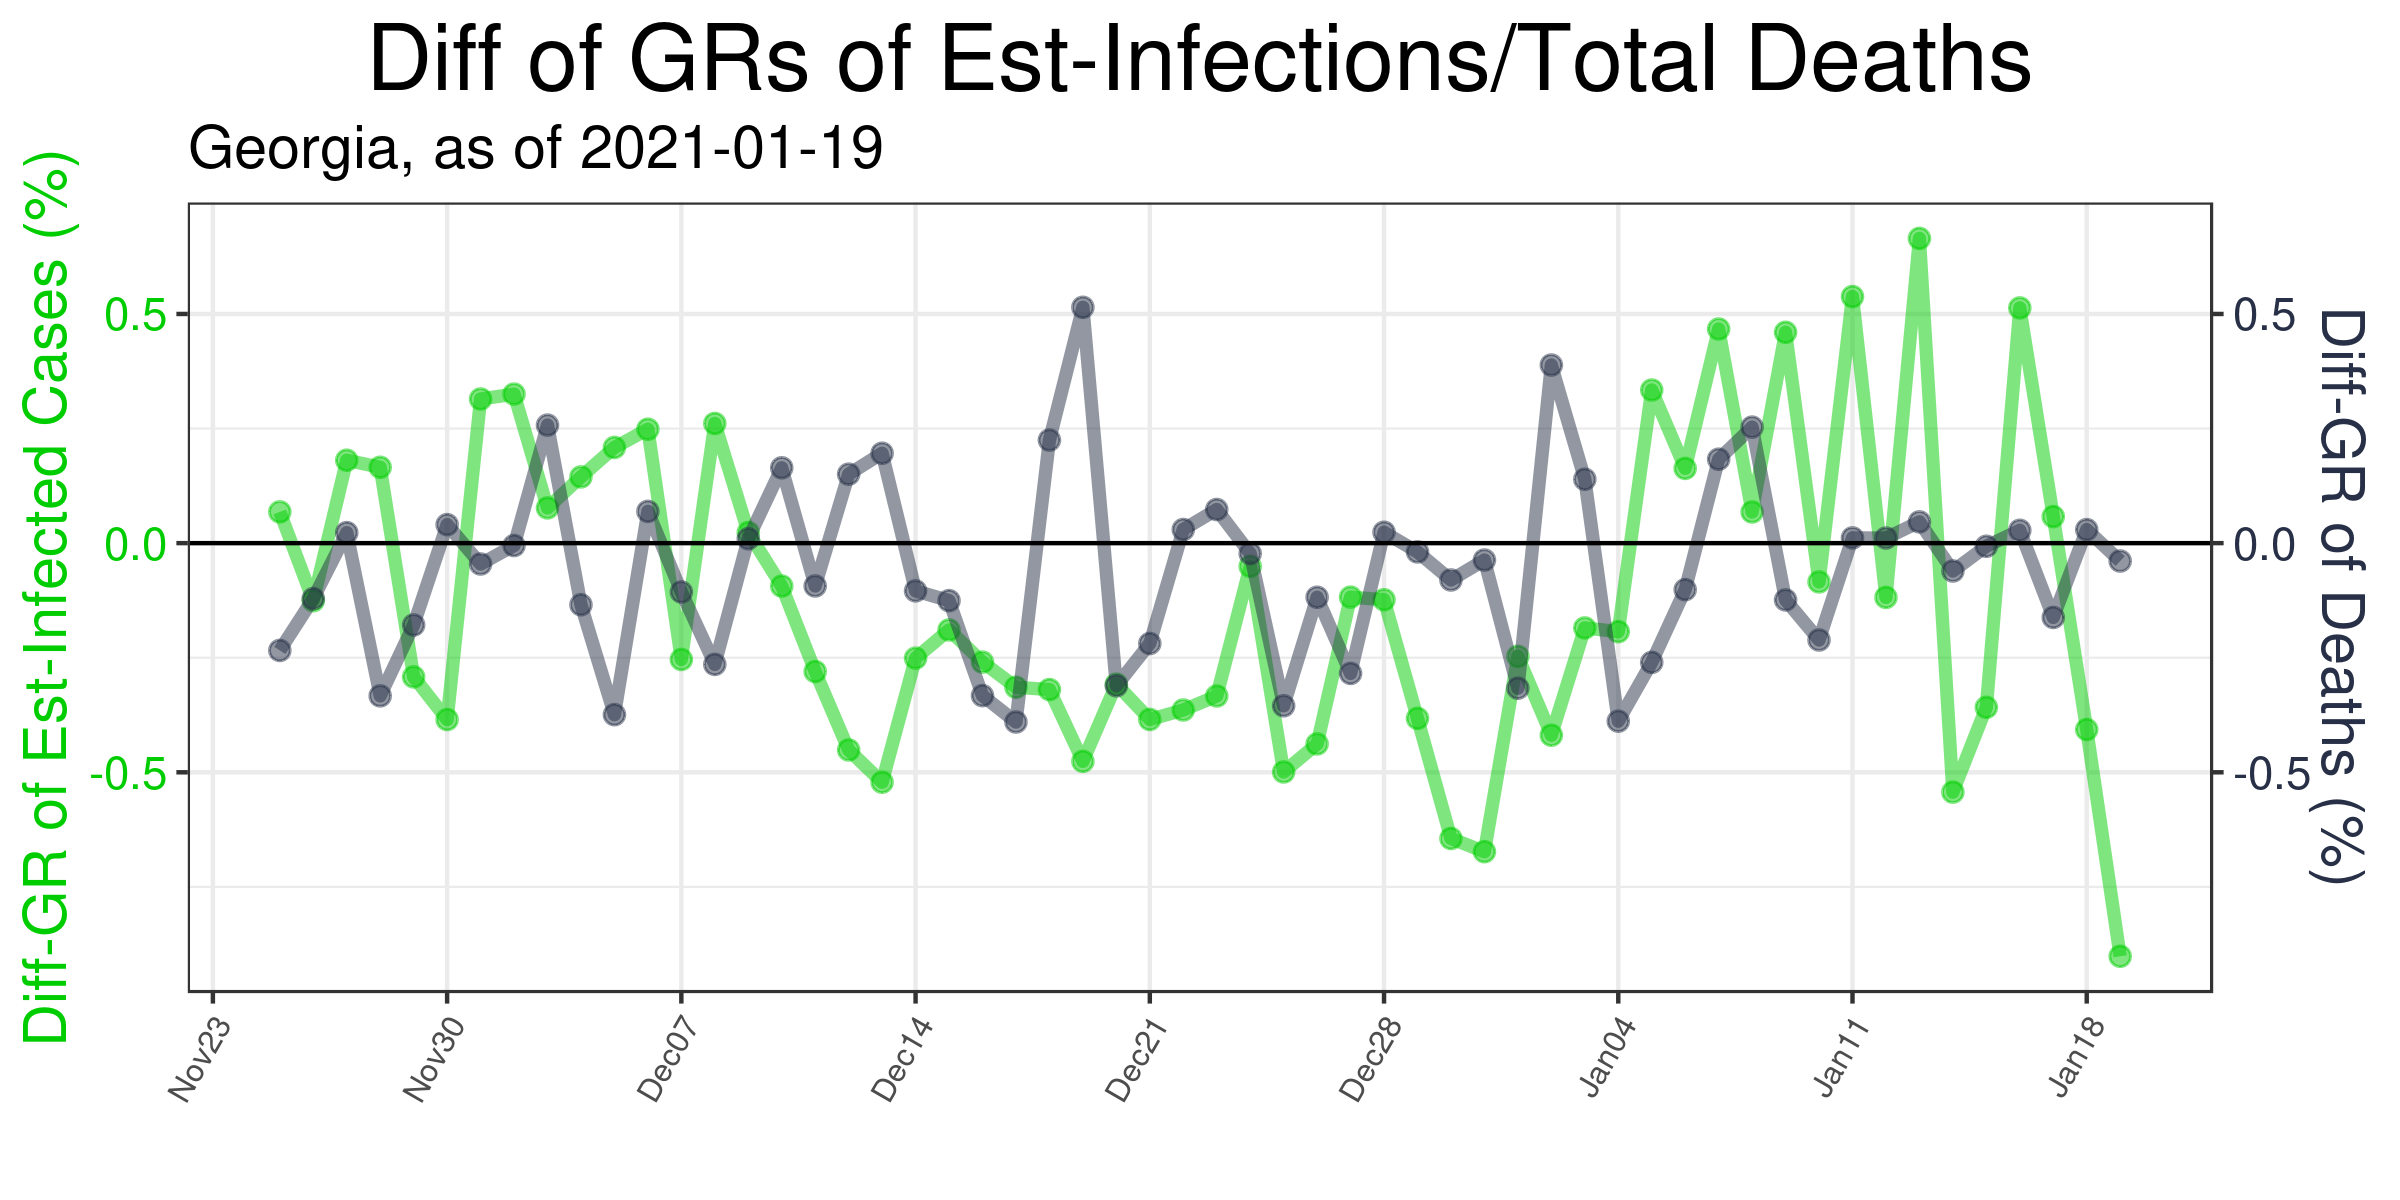 Diff of GRs of Est-Infections/Total Deaths
Georgia, as of 2021-01-19
Diff-GR of Est-Infected Cases (%)
0.5
0.0
-0.5
0.5
0.0
-0.5
Diff-GR of Deaths (%)
Nov23
Nov30
Dec07
Dec14
Dec21
Dec28
Jan04
Jan11
Jan18